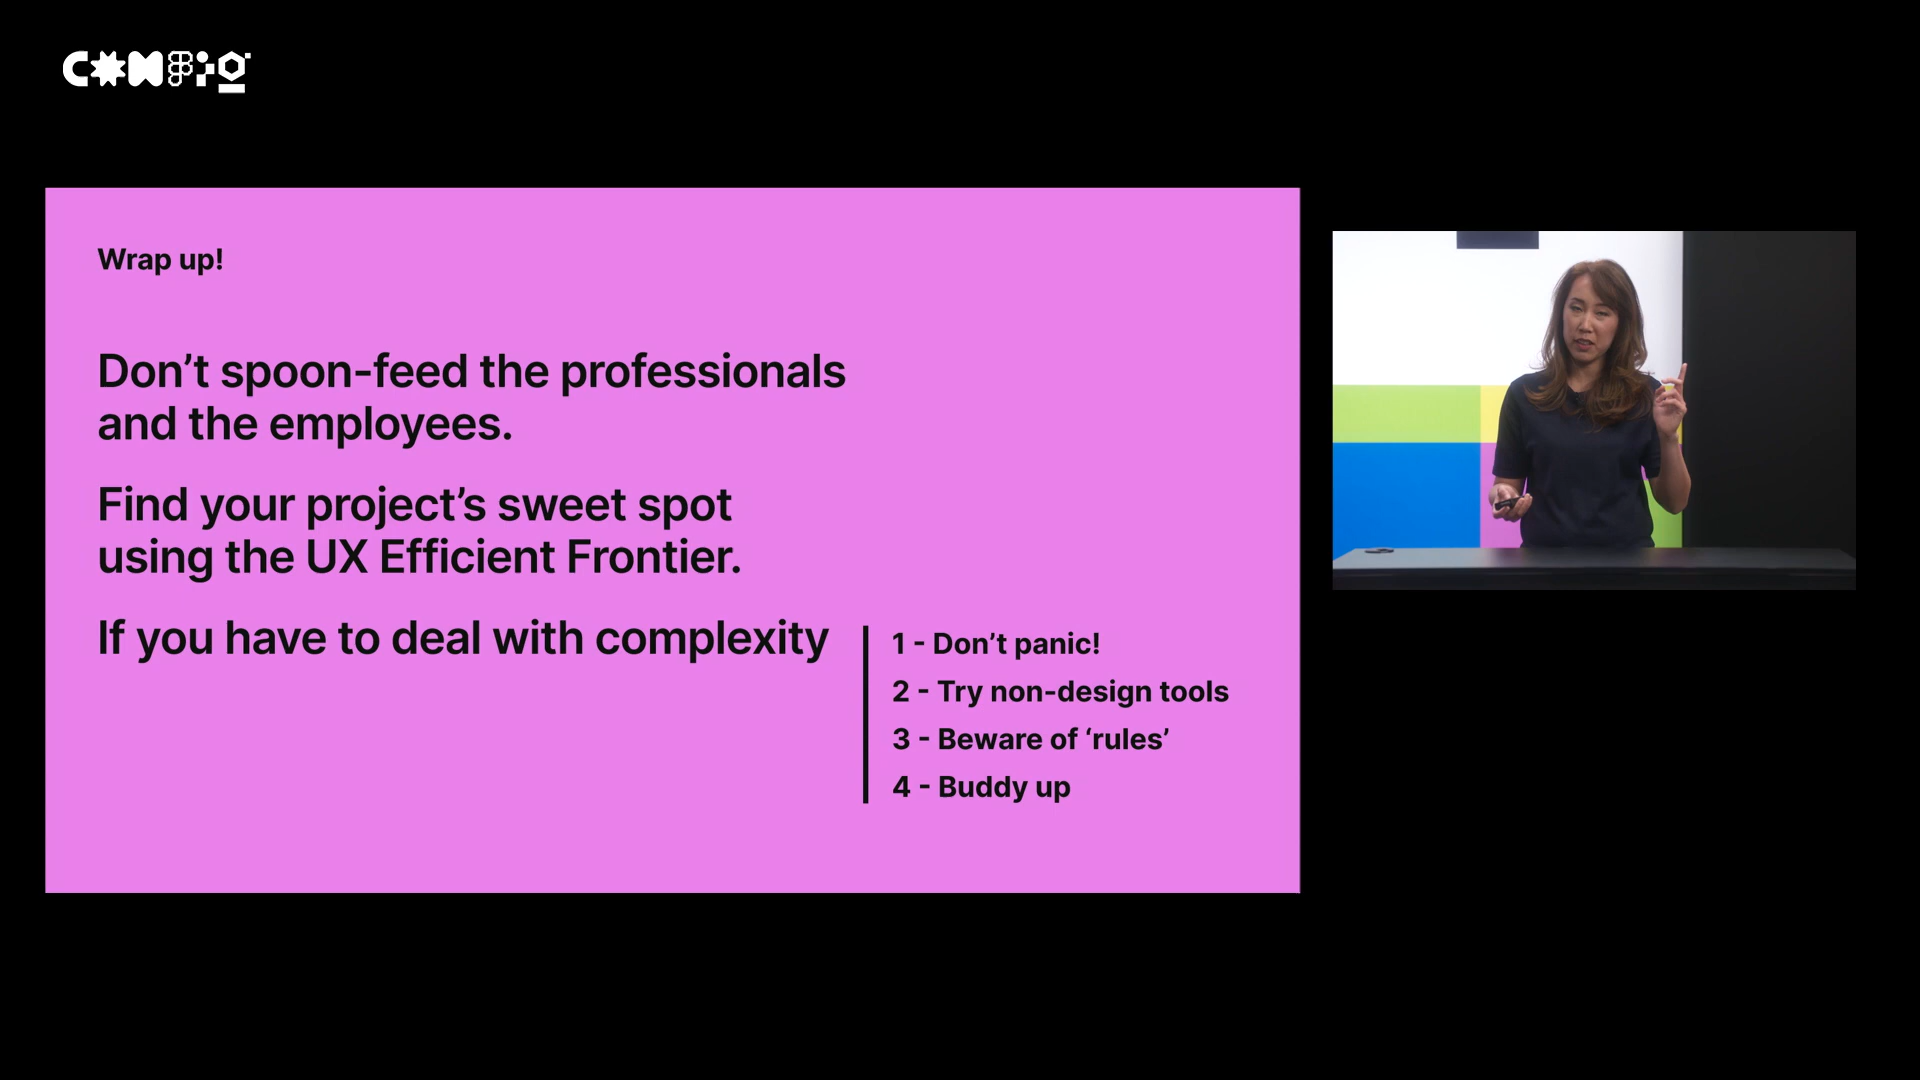 CONFIG
Wrap up!
Don’t spoon-feed the professionals
and the employees.
Find your project’s sweet spot
using the UX Efficient Frontier.
If you have to deal with complexity
1 - Don’t panic!
2 - Try non-design tools
3 - Beware of ‘rules’
4 - Buddy up